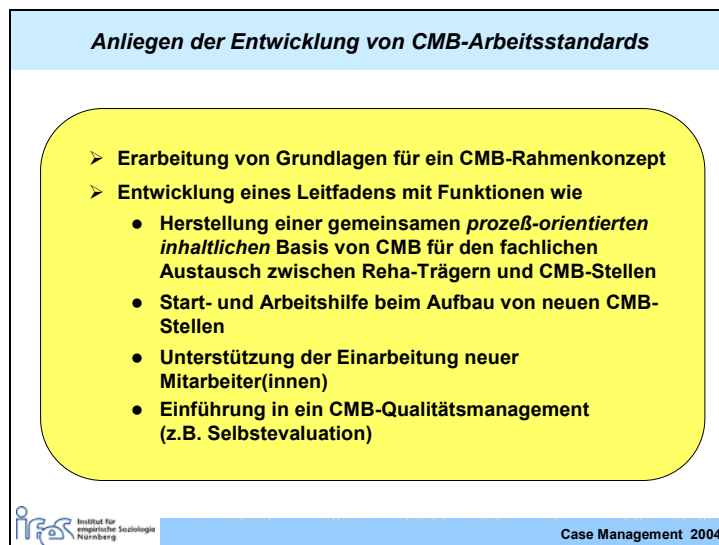 Anliegen der Entwicklung von CMB-Arbeitsstandards
➢ Erarbeitung von Grundlagen für ein CMB-Rahmenkonzept
➢ Entwicklung eines Leitfadens mit Funktionen wie
● Herstellung einer gemeinsamen prozeß-orientierten
inhaltlichen Basis von CMB für den fachlichen
Austausch zwischen Reha-Trägern und CMB-Stellen
● Start- und Arbeitshilfe beim Aufbau von neuen CMB-
Stellen
● Unterstützung der Einarbeitung neuer
Mitarbeiter(innen)
● Einführung in ein CMB-Qualitätsmanagement
(z.B. Selbstevaluation)
ifes Institut für
empirische Soziologie
Nürnberg
Case Management 2004